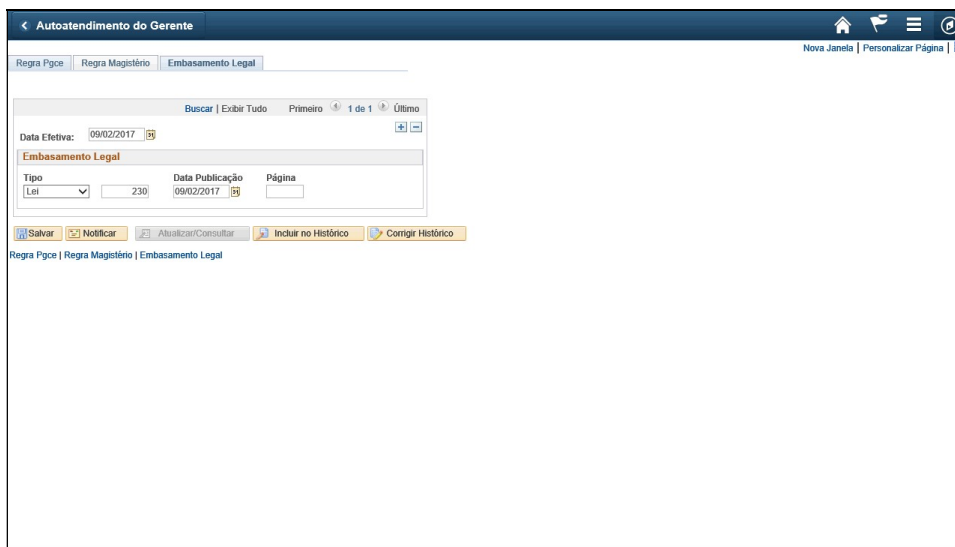 Autoatendimento do Gerente
Nova Janela | Personalizar Página |
Regra Pgce Regra Magistério Embasamento Legal
Buscar | Exibir Tudo Primeiro 1 de 1 Último
Data Efetiva: 09/02/2017 31
Embasamento Legal
Tipo Data Publicação Página
Lei 230 09/02/2017 31
Salvar Notificar Atualizar/Consultar Incluir no Histórico Corrigir Histórico
Regra Pgce | Regra Magistério | Embasamento Legal